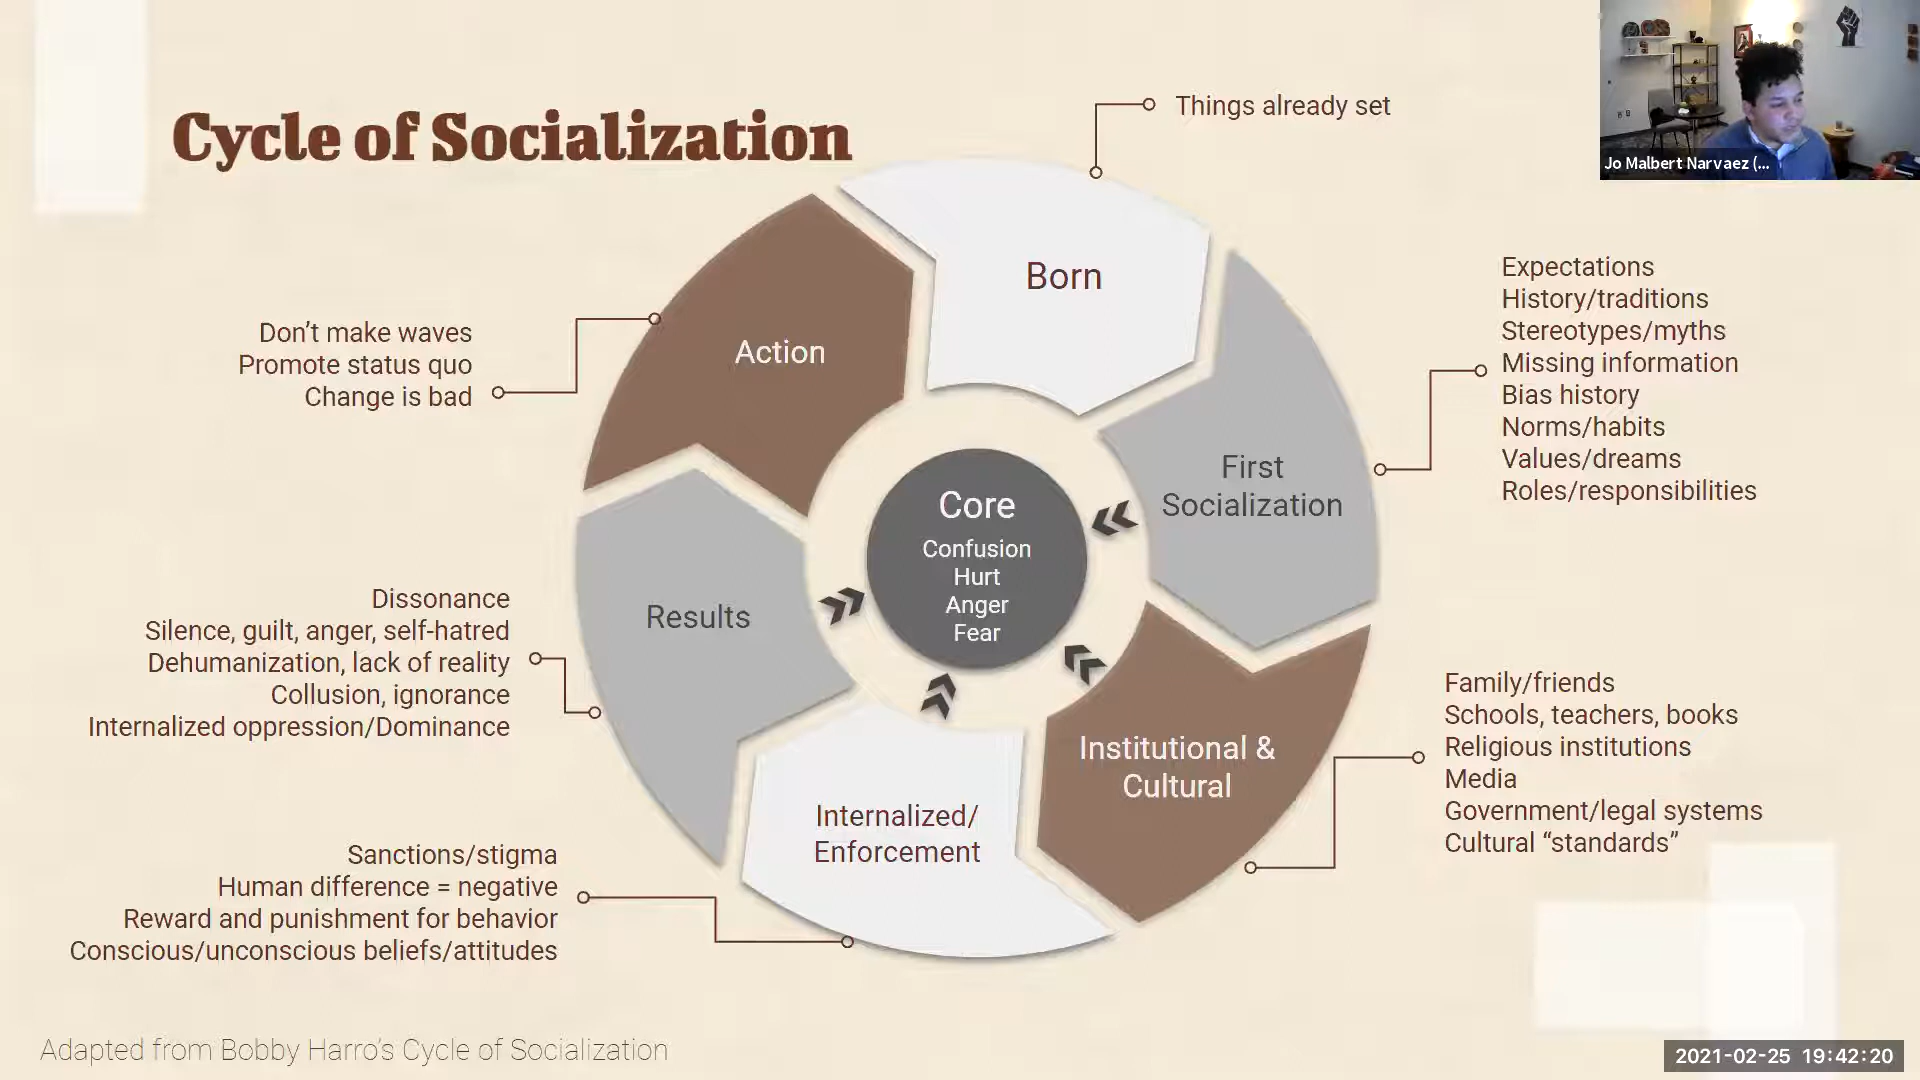 Cycle of Socialization
Things already set
Born
Expectations
History/traditions
Stereotypes/myths
Missing information
Bias history
Norms/habits
Values/dreams
Roles/responsibilities
First
Socialization
Family/friends
Schools, teachers, books
Religious institutions
Media
Government/legal systems
Cultural “standards”
Institutional &
Cultural
Internalized/
Enforcement
Sanctions/stigma
Human difference = negative
Reward and punishment for behavior
Conscious/unconscious beliefs/attitudes
Results
Dissonance
Silence, guilt, anger, self-hatred
Dehumanization, lack of reality
Collusion, ignorance
Internalized oppression/Dominance
Action
Don’t make waves
Promote status quo
Change is bad
Core
Confusion
Hurt
Anger
Fear
Adapted from Bobby Harro’s Cycle of Socialization
Jo Malbert Narvaez (...
2021-02-25 19:42:20